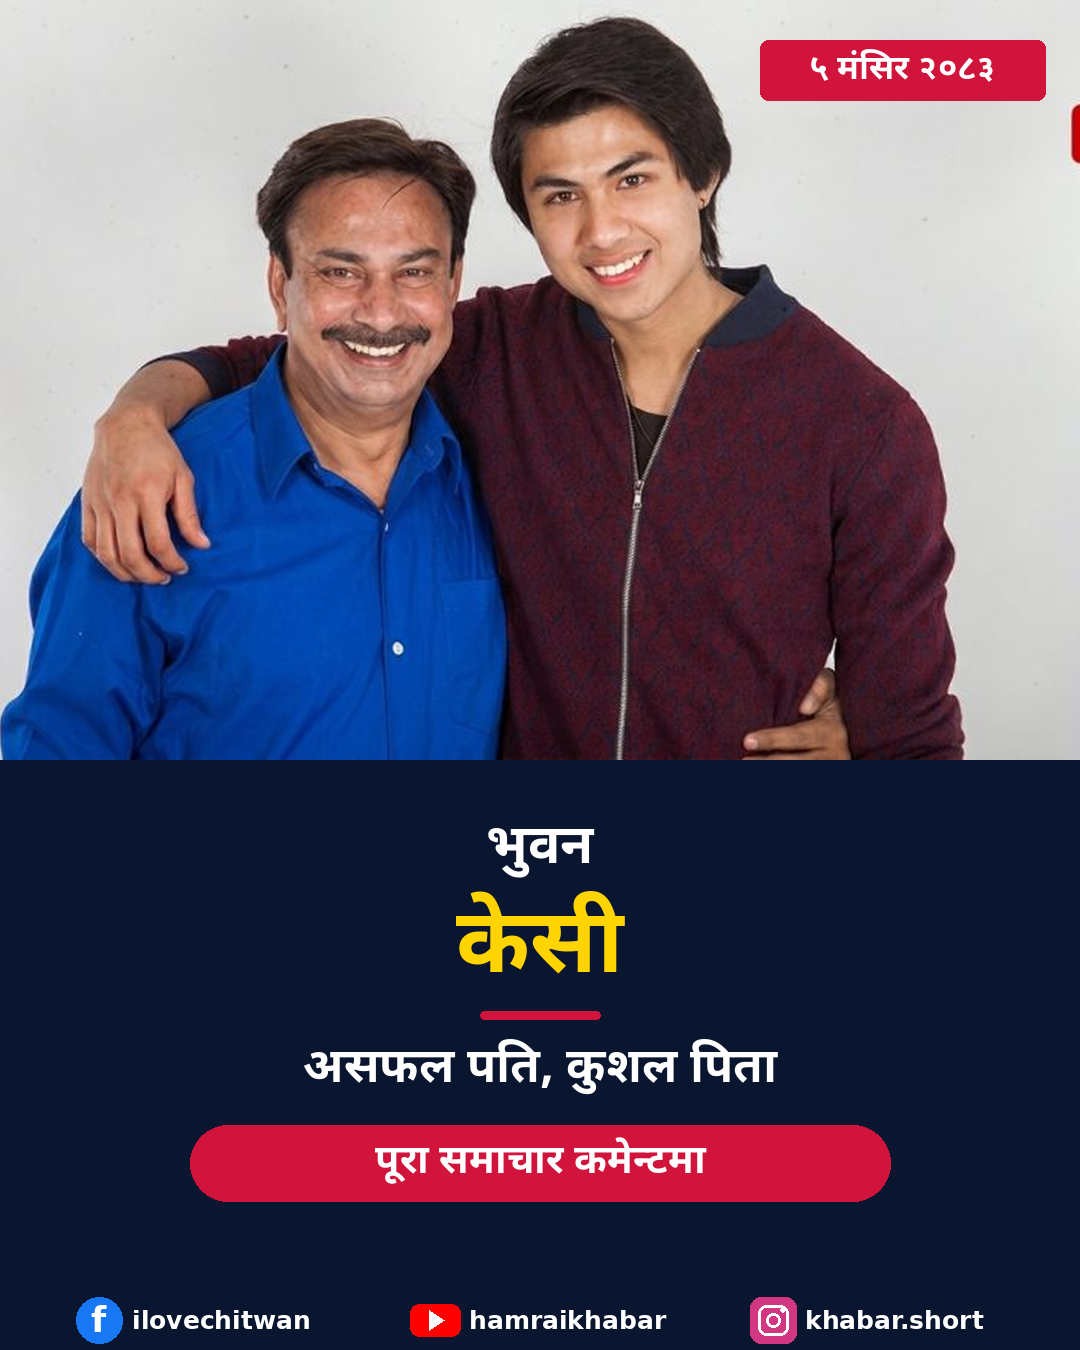 ५ मंसिर २०८३
भुवन
केसी
असफल पति, कुशल पिता
पूरा समाचार कमेन्टमा
ilovechitwan
hamraikhabar
khabar.short